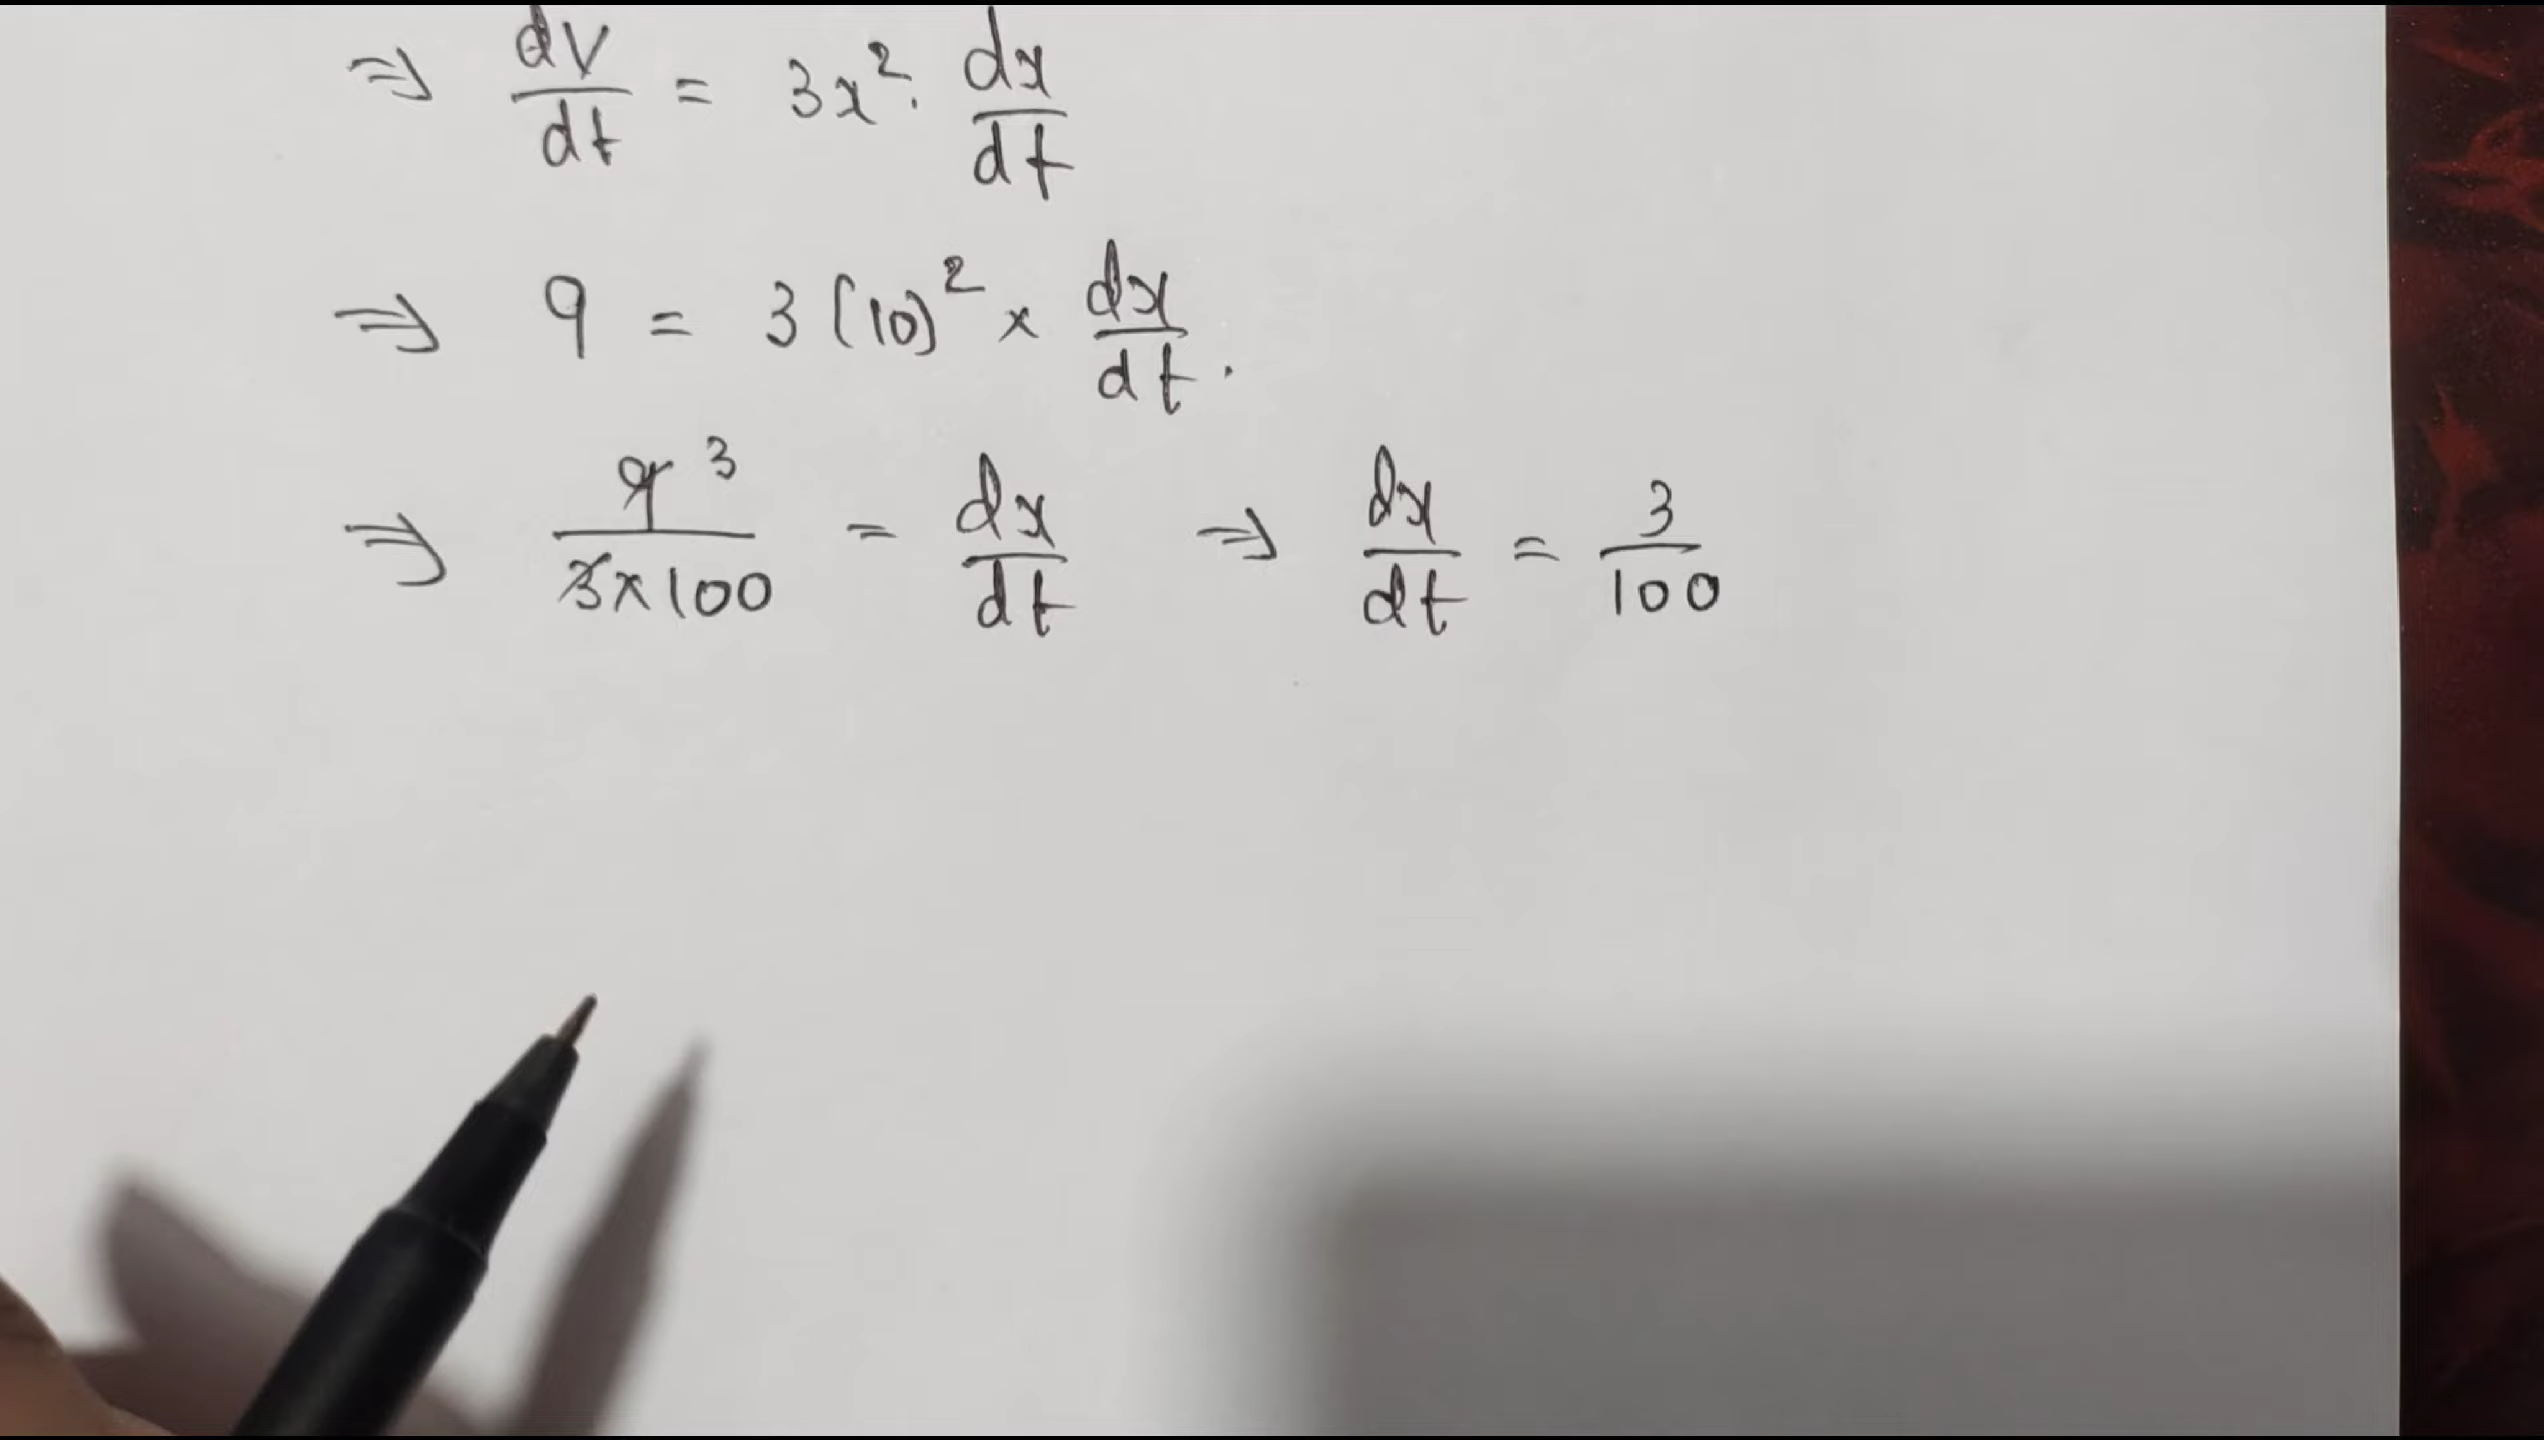 ⇒ dV/dt = 3x² · dx/dt
⇒ 9 = 3(10)² × dx/dt.
⇒ 9 3/3×100 = dx/dt ⇒ dx/dt = 3/100